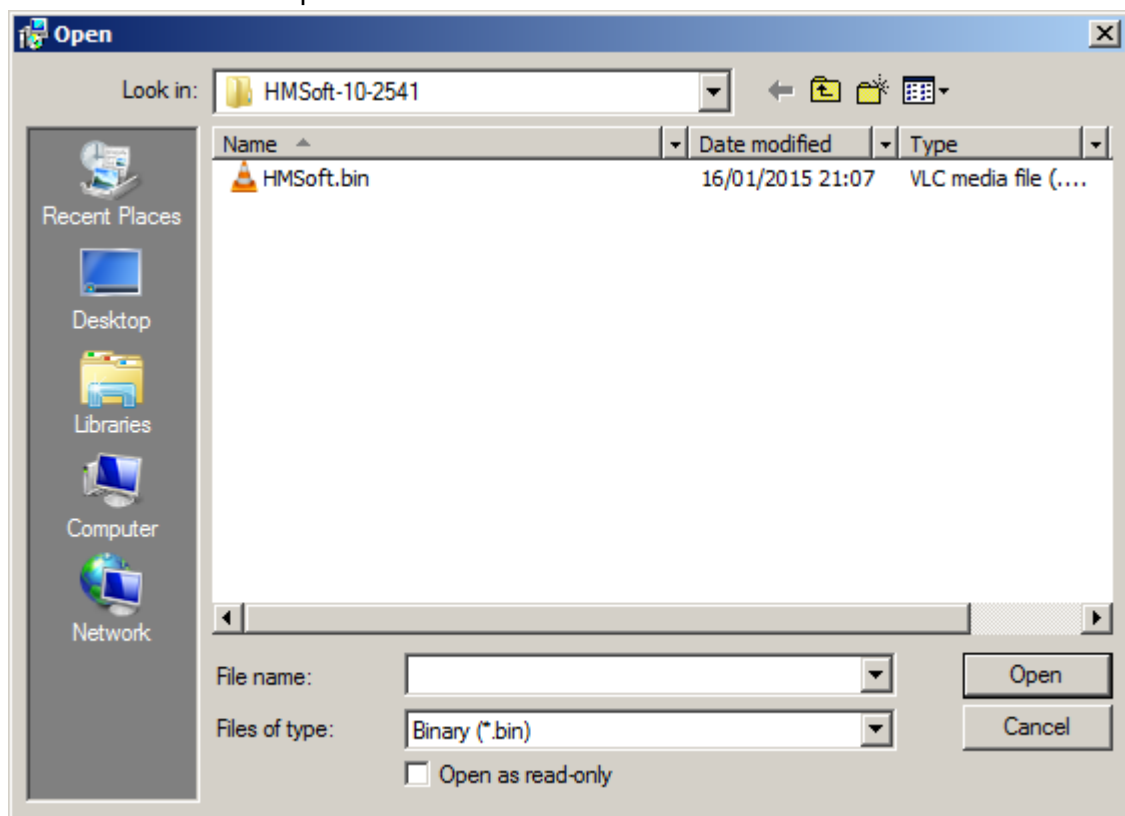 Open
Look in: HMSoft-10-2541
Name Date modified Type
HMSoft.bin 16/01/2015 21:07 VLC media file (....
Recent Places
Desktop
Libraries
Computer
Network
File name: Open
Files of type: Binary (*.bin) Cancel
Open as read-only